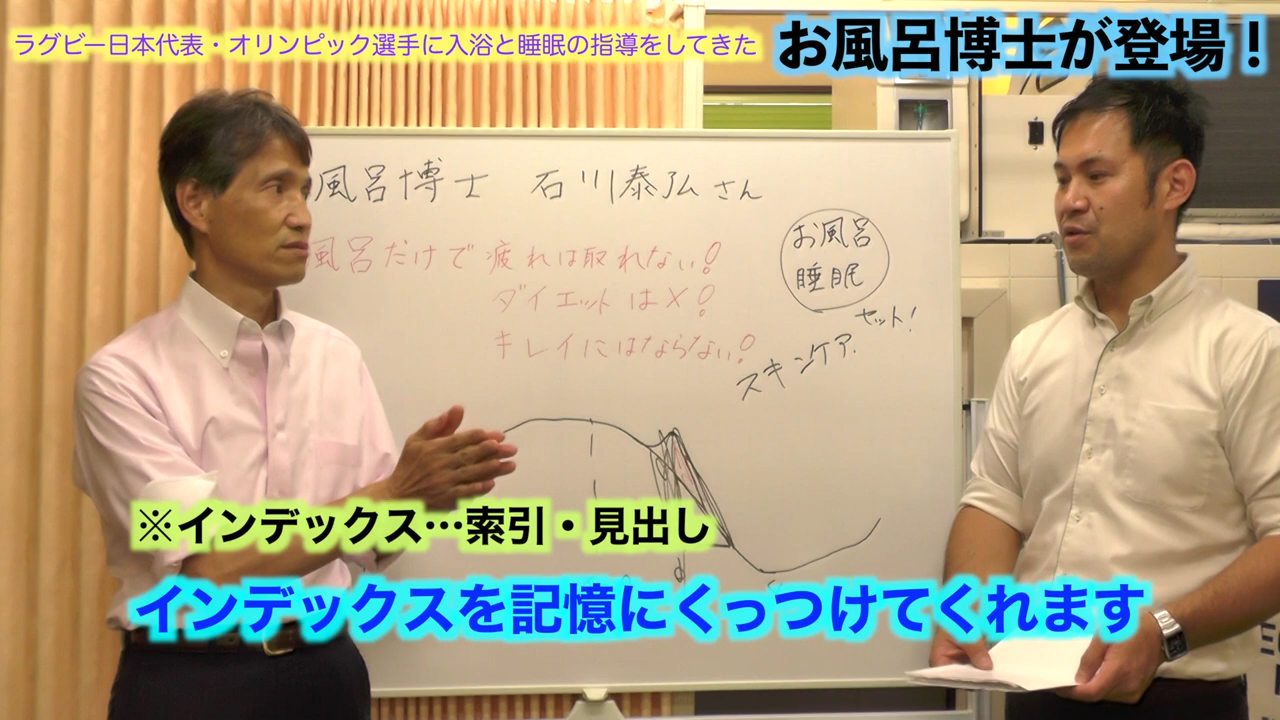 ラグビー日本代表・オリンピック選手に入浴と睡眠の指導をしてきた
お風呂博士が登場！
風呂博士 石川泰弘さん
風呂だけで疲れは取れない！
ダイエットは×！
キレイにはならない！
お風呂
睡眠
セット！
スキンケア
※インデックス…索引・見出し
インデックスを記憶にくっつけてくれます